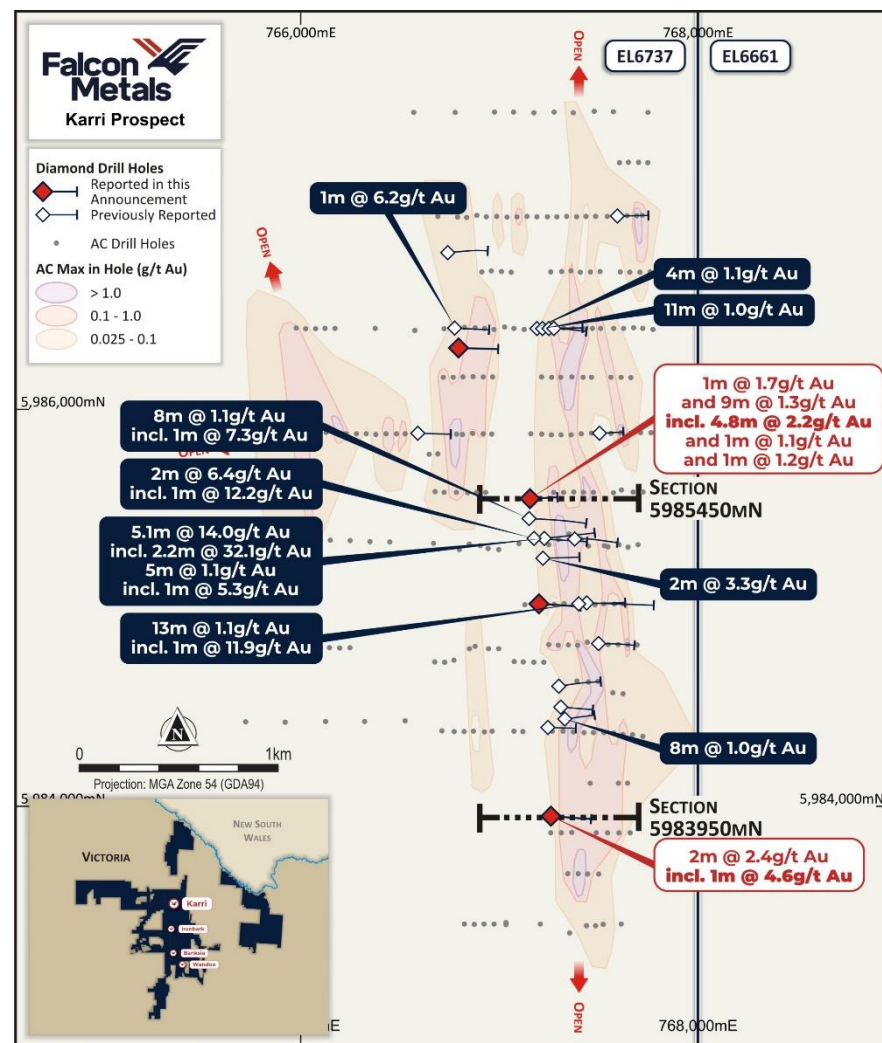 766,000mE
768,000mE
Falcon
Metals
Karri Prospect
OPEN
EL6737
EL6661
Diamond Drill Holes
Reported in this
Announcement
Previously Reported
AC Drill Holes
AC Max in Hole (g/t Au)
> 1.0
0.1 - 1.0
0.025 - 0.1
1m @ 6.2g/t Au
OPEN
4m @ 1.1g/t Au
11m @ 1.0g/t Au
5,986,000mN
1m @ 1.7g/t Au
and 9m @ 1.3g/t Au
incl. 4.8m @ 2.2g/t Au
and 1m @ 1.1g/t Au
and 1m @ 1.2g/t Au
8m @ 1.1g/t Au
incl. 1m @ 7.3g/t Au
OPEN
2m @ 6.4g/t Au
incl. 1m @ 12.2g/t Au
SECTION
5985450MN
5.1m @ 14.0g/t Au
incl. 2.2m @ 32.1g/t Au
5m @ 1.1g/t Au
incl. 1m @ 5.3g/t Au
2m @ 3.3g/t Au
13m @ 1.1g/t Au
incl. 1m @ 11.9g/t Au
N
0 1km
Projection: MGA Zone 54 (GDA94)
8m @ 1.0g/t Au
5,984,000mN
5,984,000mN
SECTION
5983950MN
2m @ 2.4g/t Au
incl. 1m @ 4.6g/t Au
NEW SOUTH
WALES
VICTORIA
Karri
Ironbark
Banksia
Wandoo
OPEN
mE
768,000mE